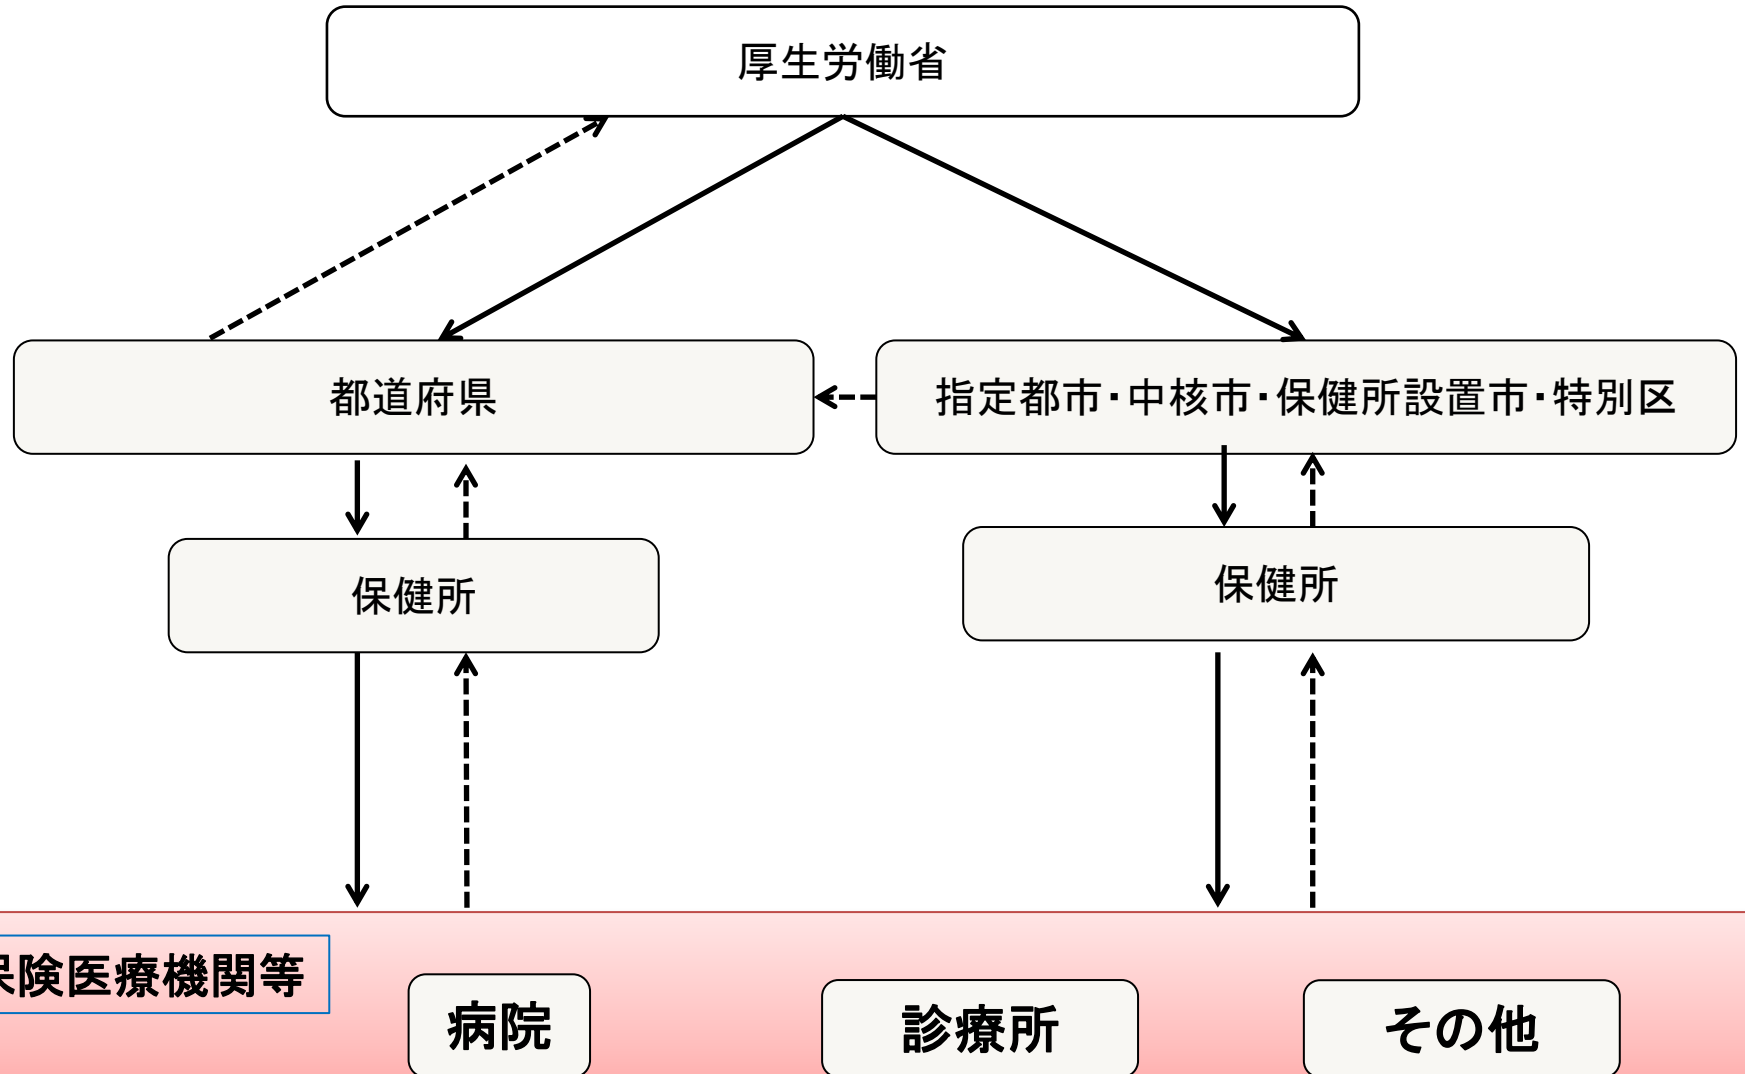 厚生労働省
都道府県
指定都市・中核市・保健所設置市・特別区
保健所
保健所
保険医療機関等
病院
診療所
その他